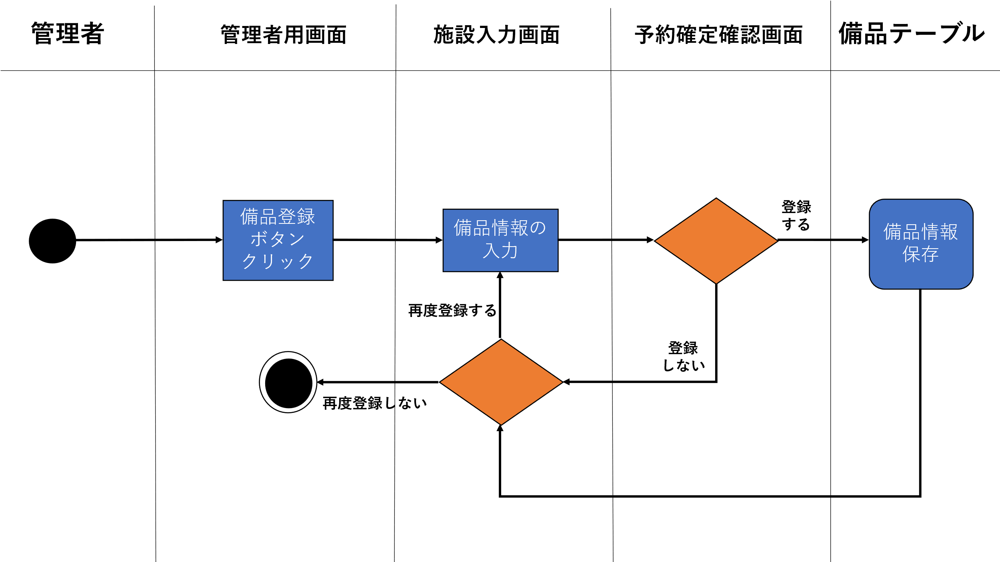 管理者
管理者用画面
施設入力画面
予約確定確認画面
備品テーブル
備品登録
ボタン
クリック
備品情報の
入力
登録
する
備品情報
保存
再度登録する
登録
しない
再度登録しない